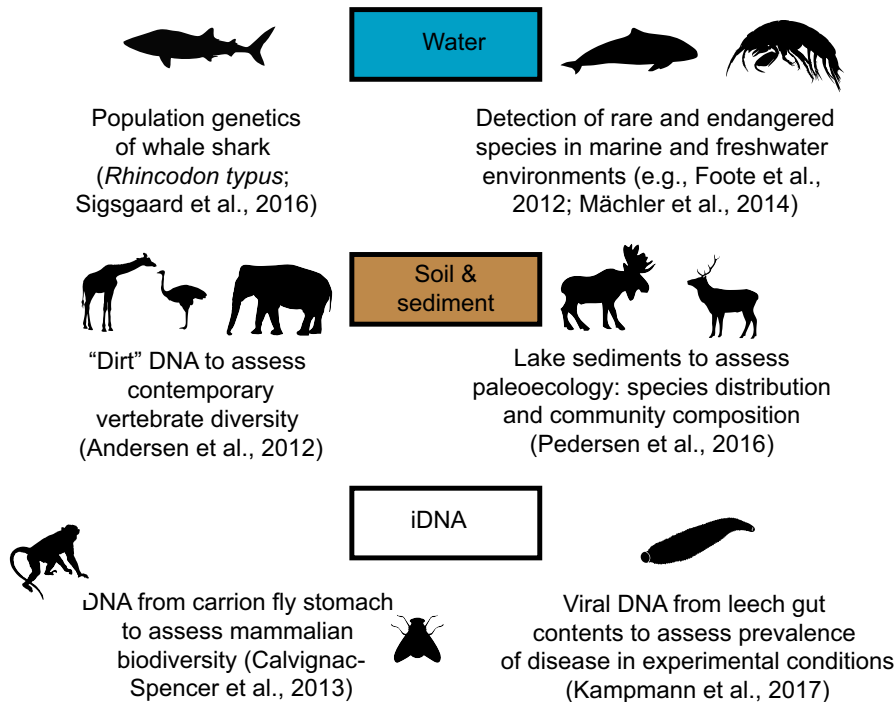 Water
Population genetics
of whale shark
(Rhincodon typus;
Sigsgaard et al., 2016)
Detection of rare and endangered
species in marine and freshwater
environments (e.g., Foote et al.,
2012; Mächler et al., 2014)
Soil &
sediment
“Dirt” DNA to assess
contemporary
vertebrate diversity
(Andersen et al., 2012)
Lake sediments to assess
paleoecology: species distribution
and community composition
(Pedersen et al., 2016)
iDNA
DNA from carrion fly stomach
to assess mammalian
biodiversity (Calvignac-
Spencer et al., 2013)
Viral DNA from leech gut
contents to assess prevalence
of disease in experimental conditions
(Kampmann et al., 2017)